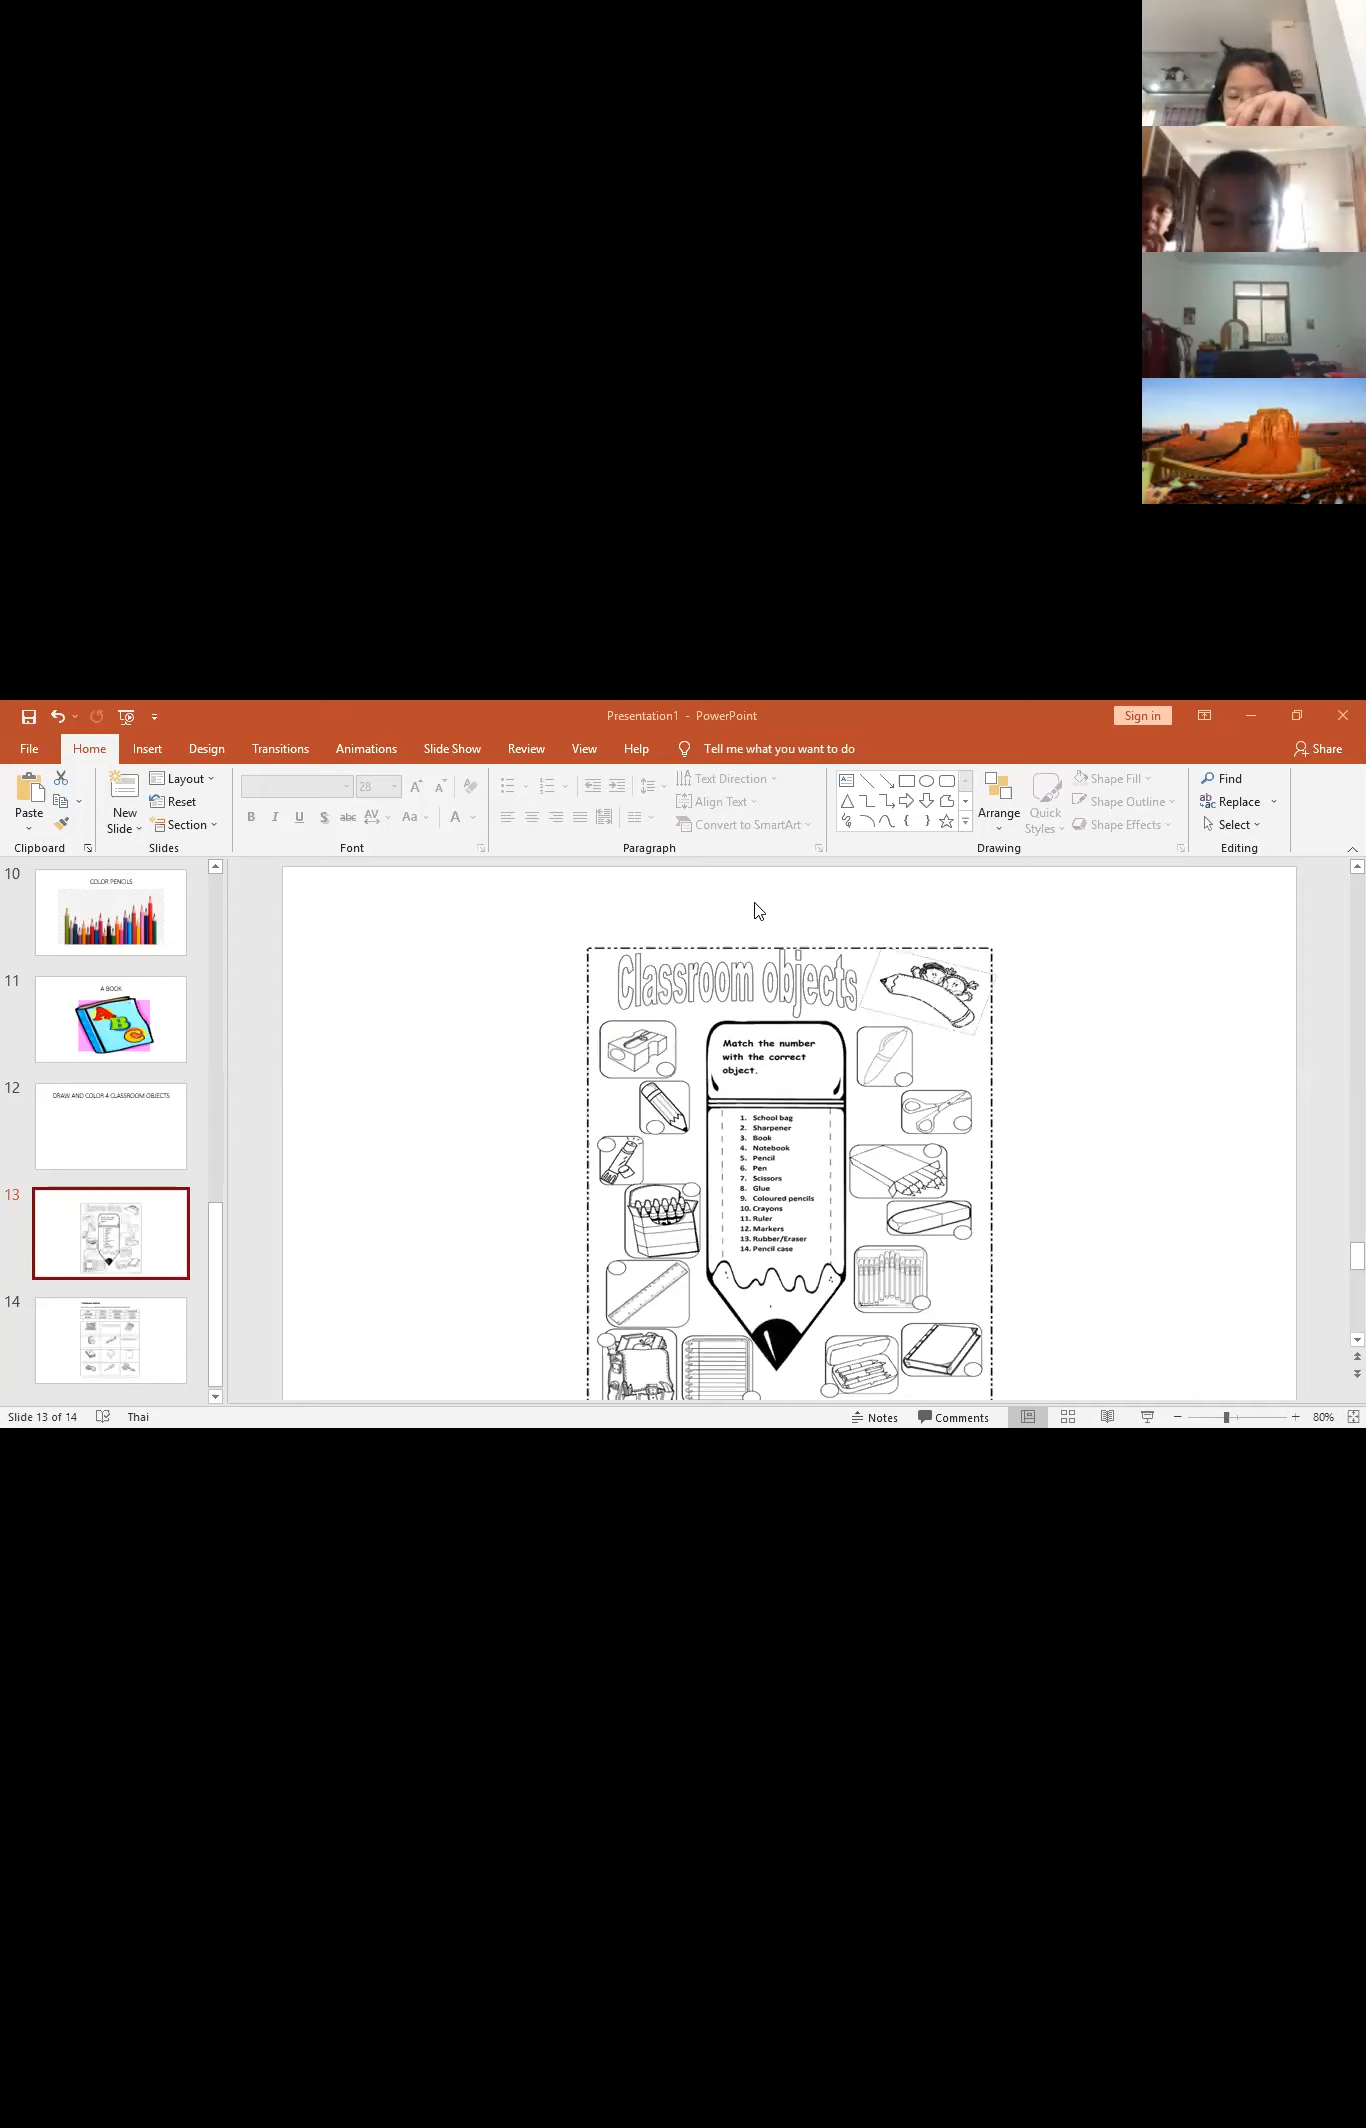 Presentation1 - PowerPoint
Sign in
File Home Insert Design Transitions Animations Slide Show Review View Help Tell me what you want to do Share
Paste
New Slide
Layout
Reset
Section
28
B I U S abc AV Aa A
Text Direction
Align Text
Convert to SmartArt
Arrange
Quick Styles
Shape Fill
Shape Outline
Shape Effects
Find
Replace
Select
Clipboard Slides Font Paragraph Drawing Editing
10
COLOR PENCILS
11
A BOOK
A B C
12
DRAW AND COLOR 4 CLASSROOM OBJECTS
13
14
Classroom objects
Match the number
with the correct
object.
1. School bag
2. Sharpener
3. Book
4. Notebook
5. Pencil
6. Pen
7. Scissors
8. Glue
9. Coloured pencils
10. Crayons
11. Ruler
12. Markers
13. Rubber/Eraser
14. Pencil case
Slide 13 of 14 Thai Notes Comments 80%